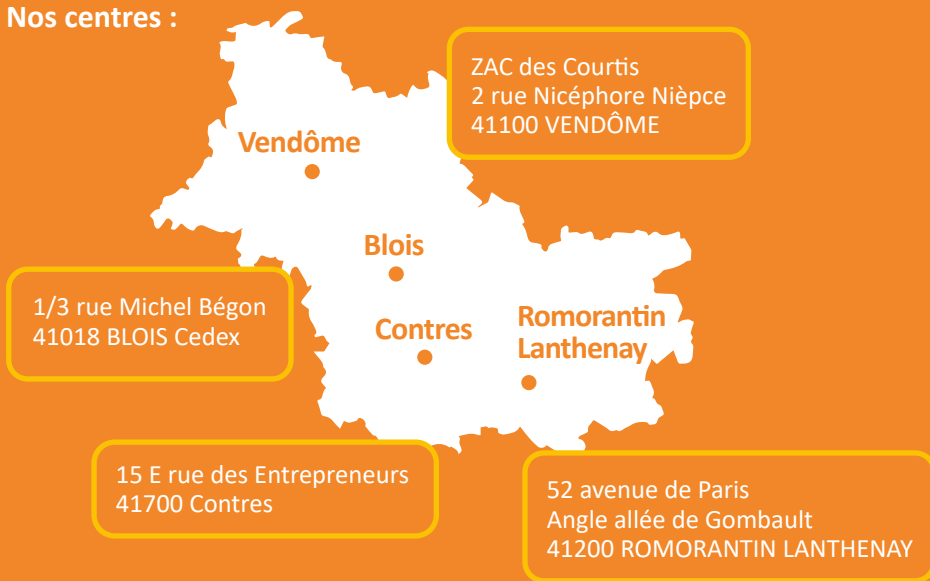 Nos centres :
ZAC des Courtis
2 rue Nicéphore Nièpce
41100 VENDÔME
Vendôme
Blois
1/3 rue Michel Bégon
41018 BLOIS Cedex
Contres
Romorantin
Lanthenay
15 E rue des Entrepreneurs
41700 Contres
52 avenue de Paris
Angle allée de Gombault
41200 ROMORANTIN LANTHENAY